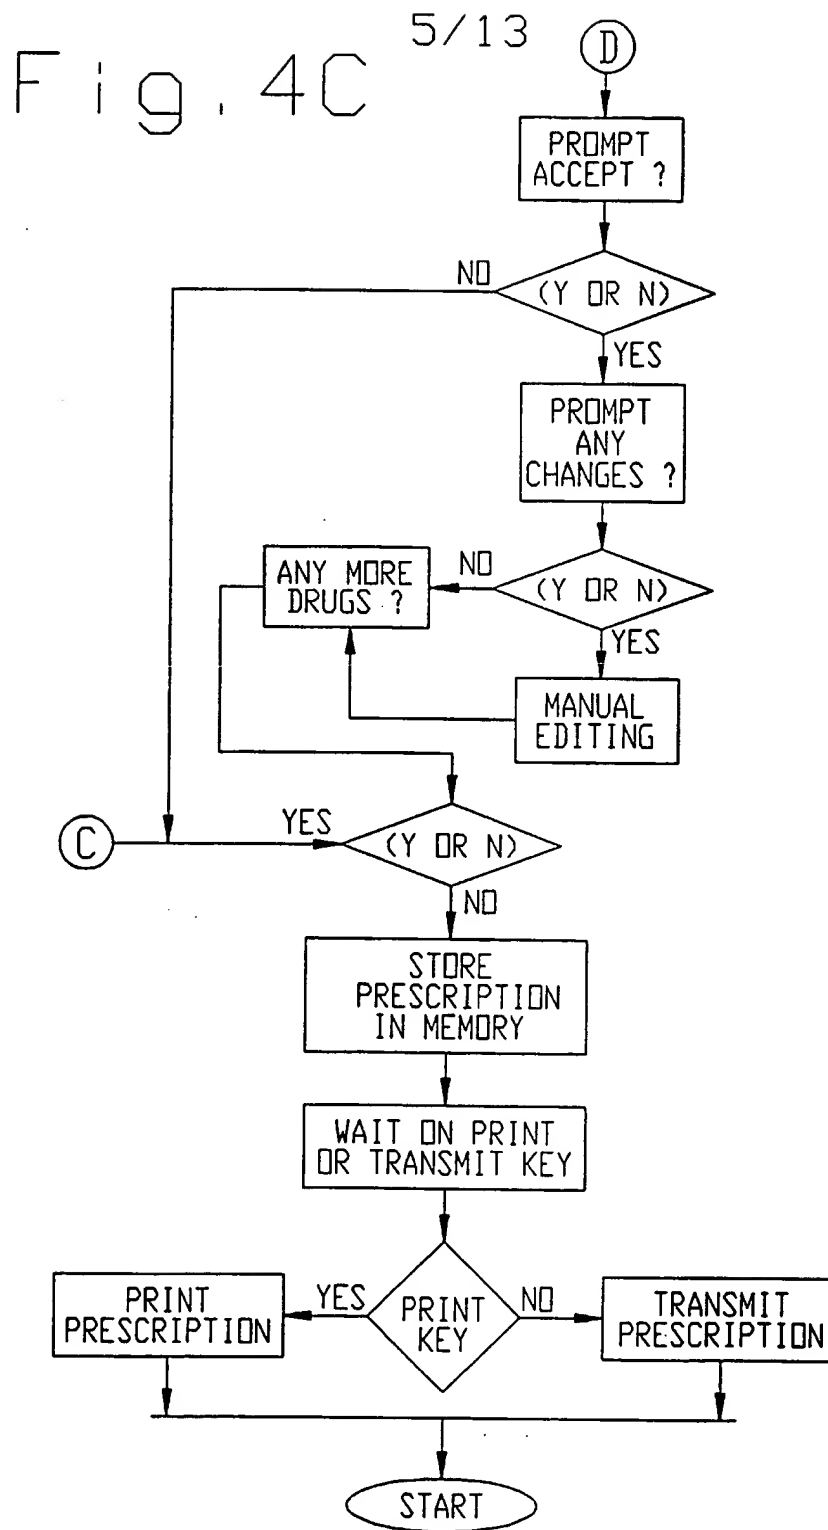 5/13
Fig. 4C
D
PROMPT
ACCEPT ?
NO
(Y OR N)
YES
PROMPT
ANY
CHANGES ?
ANY MORE
DRUGS ?
NO
(Y OR N)
YES
MANUAL
EDITING
C
YES
(Y OR N)
NO
STORE
PRESCRIPTION
IN MEMORY
WAIT ON PRINT
OR TRANSMIT KEY
PRINT
PRESCRIPTION
YES
PRINT
KEY
NO
TRANSMIT
PRESCRIPTION
START